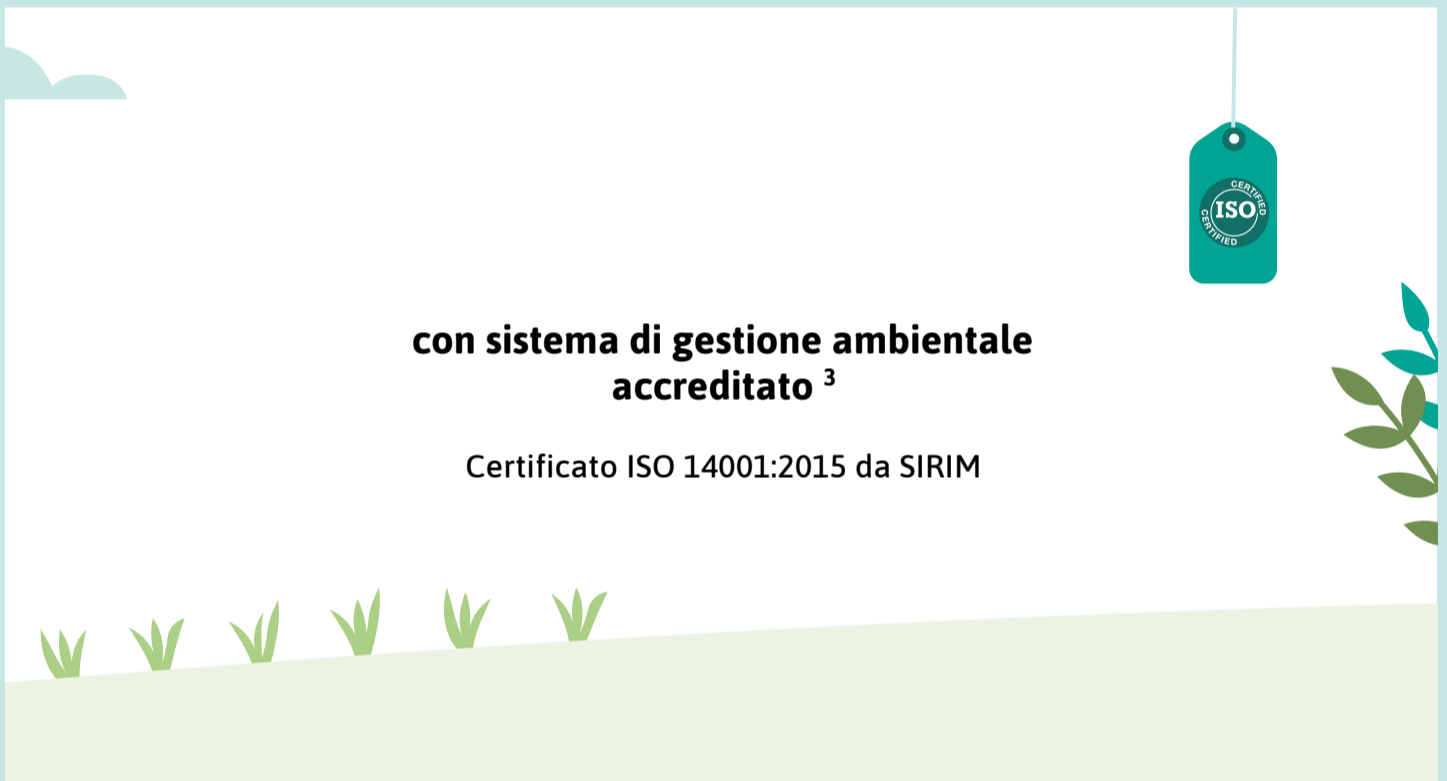 CERTIFIED
ISO
CERTIFIED
con sistema di gestione ambientale
accreditato ³
Certificato ISO 14001:2015 da SIRIM